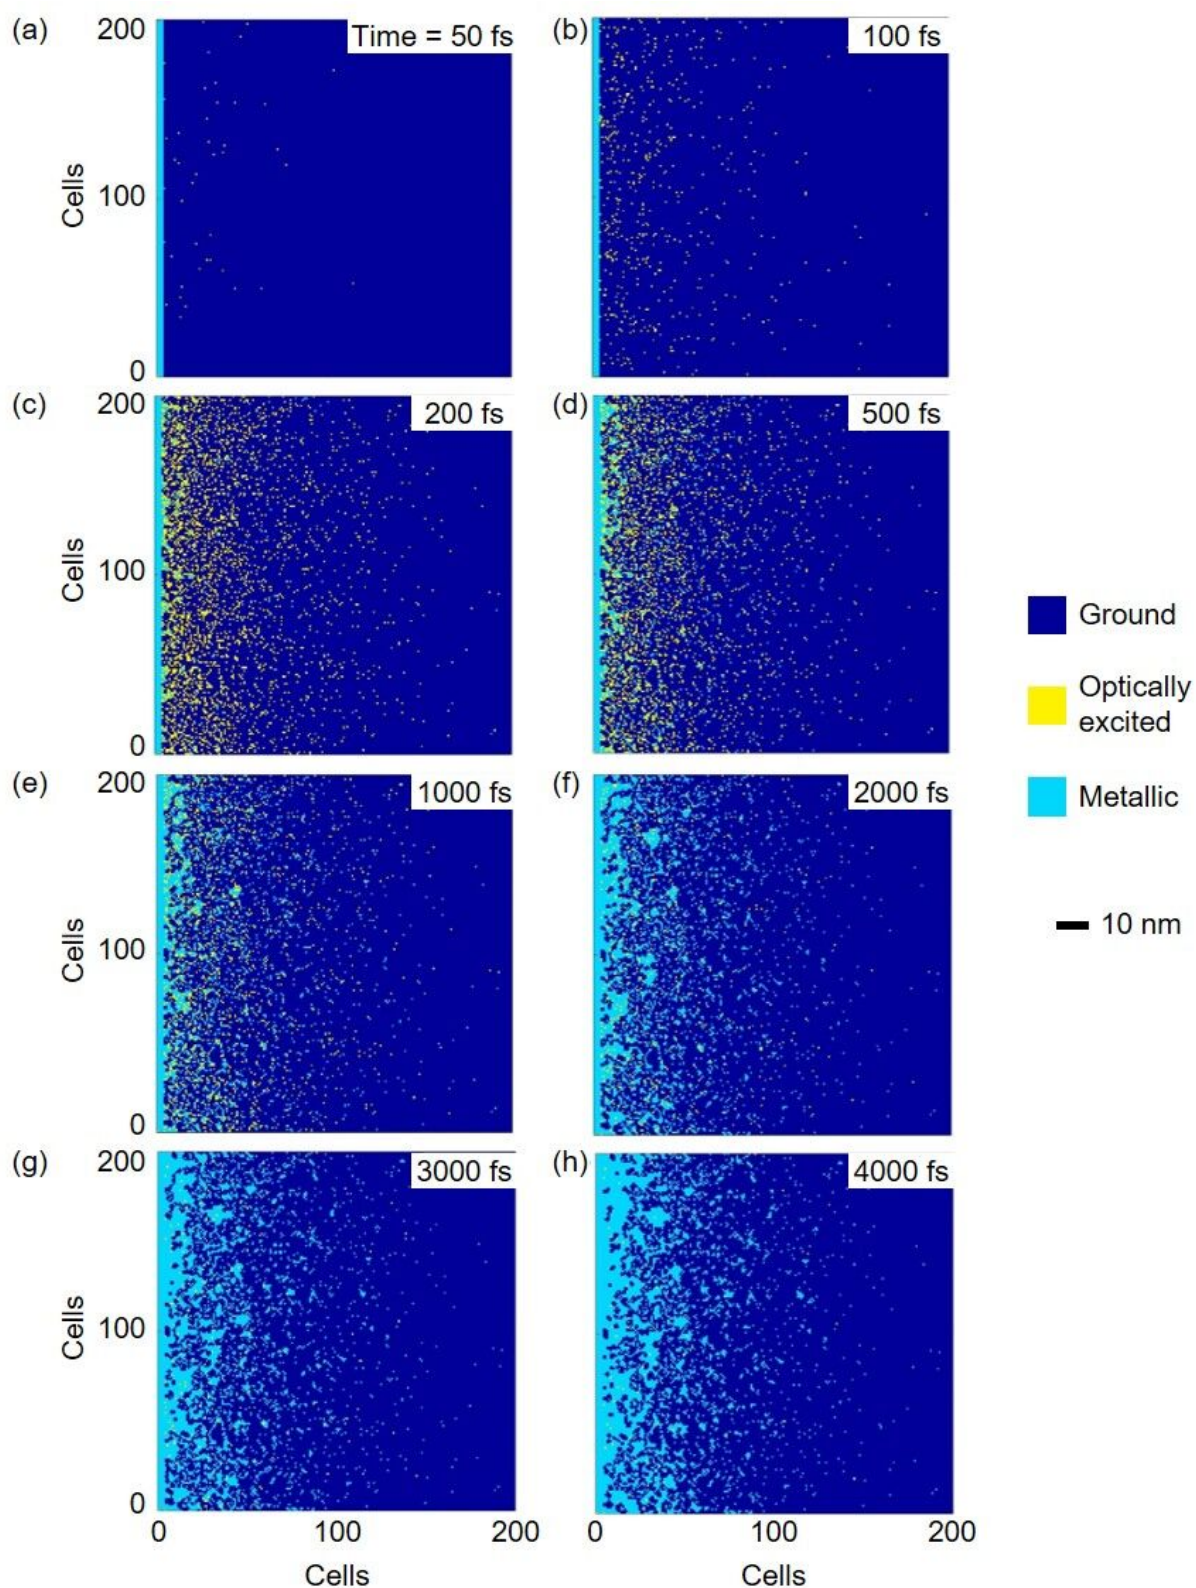 (a)
200
Time = 50 fs
Cells
100
0
(b)
100 fs
(c)
200
200 fs
Cells
100
0
(d)
500 fs
Ground
Optically
excited
Metallic
10 nm
(e)
200
1000 fs
Cells
100
0
(f)
2000 fs
(g)
200
3000 fs
Cells
100
0
0
100
200
Cells
(h)
4000 fs
0
100
200
Cells